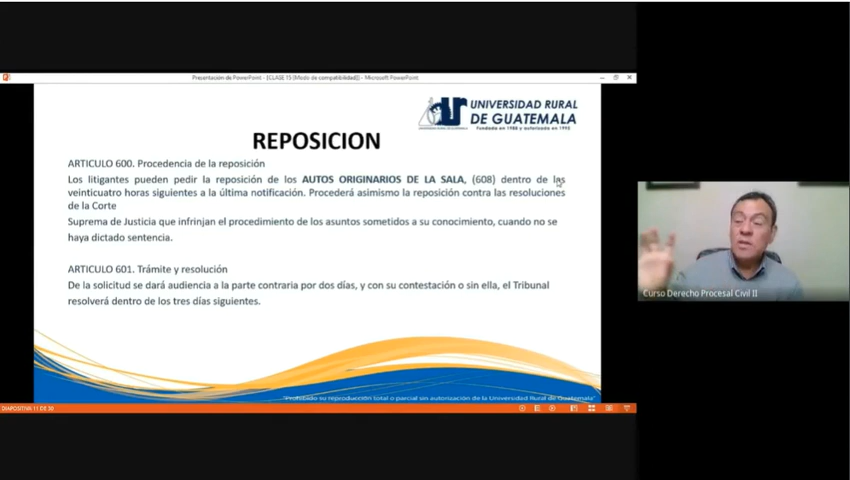 Presentación de PowerPoint - [CLASE 15 [Modo de compatibilidad]] - Microsoft PowerPoint
UNIVERSIDAD RURAL
DE GUATEMALA
REPOSICION
ARTICULO 600. Procedencia de la reposición
Los litigantes pueden pedir la reposición de los AUTOS ORIGINARIOS DE LA SALA, (608) dentro de las
veinticuatro horas siguientes a la última notificación. Procederá asimismo la reposición contra las resoluciones
de la Corte
Suprema de Justicia que infrinjan el procedimiento de los asuntos sometidos a su conocimiento, cuando no se
haya dictado sentencia.
ARTICULO 601. Trámite y resolución
De la solicitud se dará audiencia a la parte contraria por dos días, y con su contestación o sin ella, el Tribunal
resolverá dentro de los tres días siguientes.
"Prohibido su reproducción total o parcial sin autorización de la Universidad Rural de Guatemala"
DIAPOSITIVA 11 DE 30
Curso Derecho Procesal Civil II